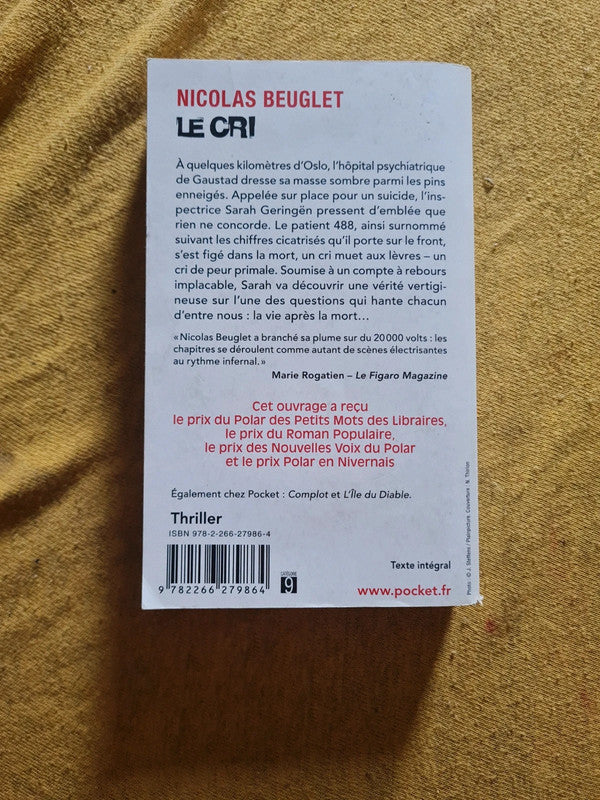 NICOLAS BEUGLET
LE CRI
À quelques kilomètres d'Oslo, l'hôpital psychiatrique
de Gaustad dresse sa masse sombre parmi les pins
enneigés. Appelée sur place pour un suicide, l'ins-
pectrice Sarah Geringën pressent d'emblée que
rien ne concorde. Le patient 488, ainsi surnommé
suivant les chiffres cicatrisés qu'il porte sur le front,
s'est figé dans la mort, un cri muet aux lèvres – un
cri de peur primale. Soumise à un compte à rebours
implacable, Sarah va découvrir une vérité vertigi-
neuse sur l'une des questions qui hante chacun
d'entre nous : la vie après la mort…
« Nicolas Beuglet a branché sa plume sur du 20 000 volts : les
chapitres se déroulent comme autant de scènes électrisantes
au rythme infernal. »
Marie Rogatien – Le Figaro Magazine
Cet ouvrage a reçu
le prix du Polar des Petits Mots des Libraires,
le prix du Roman Populaire,
le prix des Nouvelles Voix du Polar
et le prix Polar en Nivernais
Également chez Pocket : Complot et L'Île du Diable.
Thriller
ISBN 978-2-266-27986-4
9 782266 279864
CATÉGORIE
9
Texte intégral
www.pocket.fr
Photo : © J. Steffens / Plainpicture. Couverture : N. Thorion